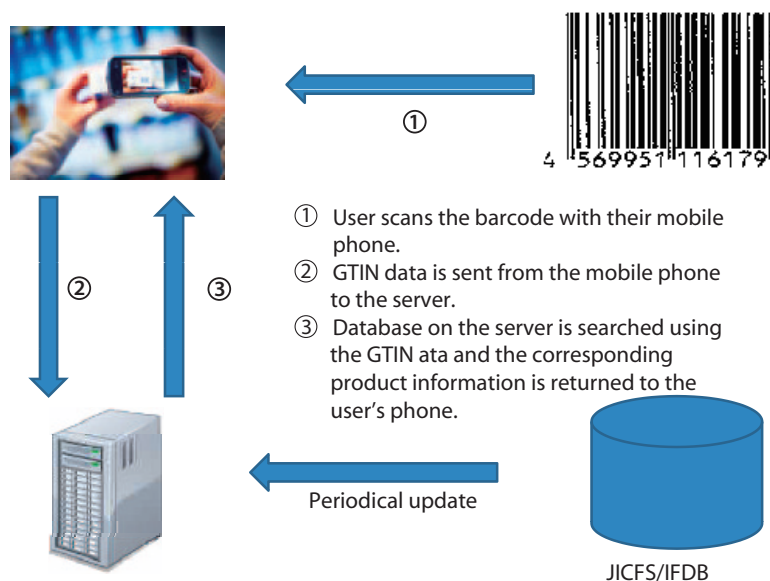 ①
4 569951 116179
① User scans the barcode with their mobile
phone.
② GTIN data is sent from the mobile phone
to the server.
③ Database on the server is searched using
the GTIN ata and the corresponding
product information is returned to the
user's phone.
②
③
Periodical update
JICFS/IFDB